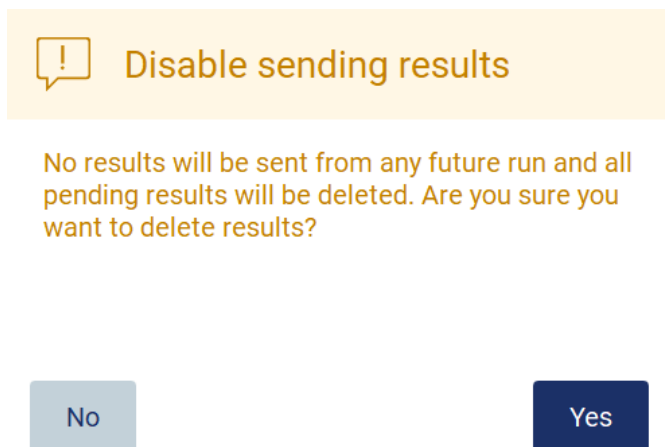 Disable sending results
No results will be sent from any future run and all
pending results will be deleted. Are you sure you
want to delete results?
No
Yes